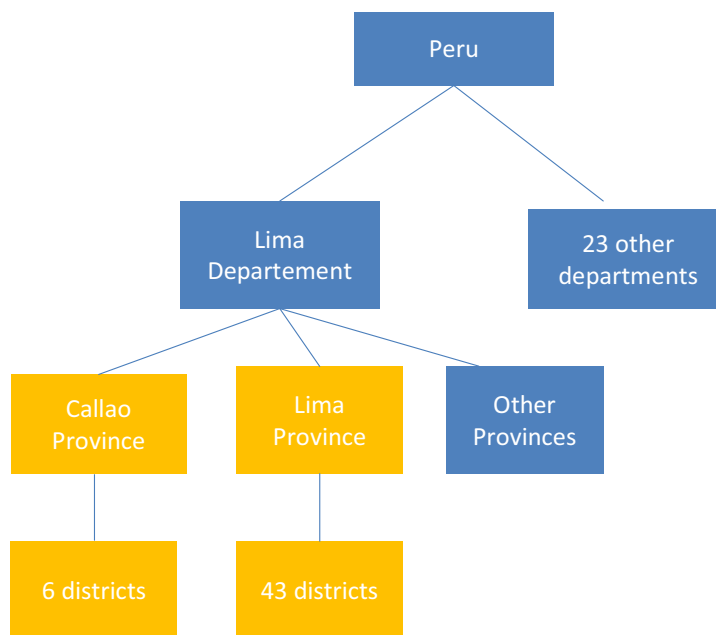 Peru
Lima
Departement
23 other
departments
Callao
Province
Lima
Province
Other
Provinces
6 districts
43 districts